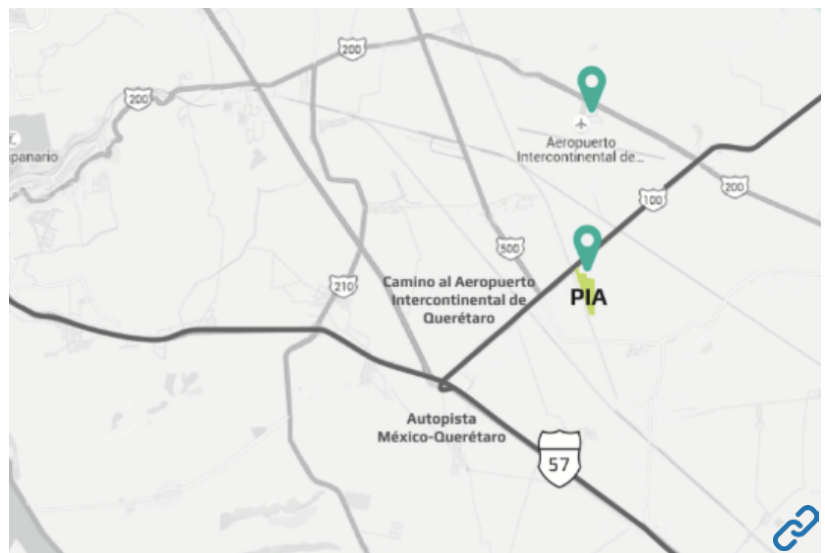 200
200
panario
Aeropuerto
Intercontinental de...
200
100
500
210
Camino al Aeropuerto
Intercontinental de
Querétaro
PIA
Autopista
México-Querétaro
57